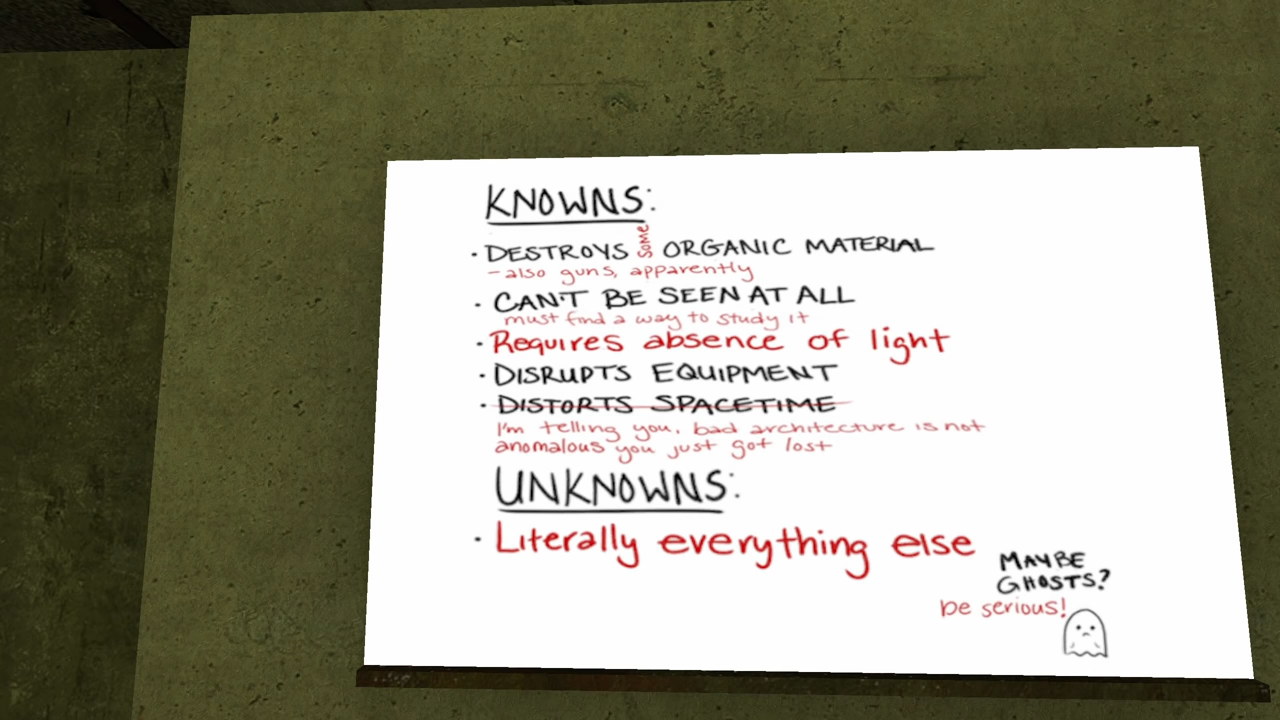 KNOWNS:
· DESTROYS some ORGANIC MATERIAL
- also guns, apparently
· CAN'T BE SEEN AT ALL
must find a way to study it
· Requires absence of light
· DISRUPTS EQUIPMENT
· DISTORTS SPACETIME
I'm telling you, bad architecture is not
anomalous you just got lost
UNKNOWNS:
· Literally everything else
MAYBE
GHOSTS?
be serious!